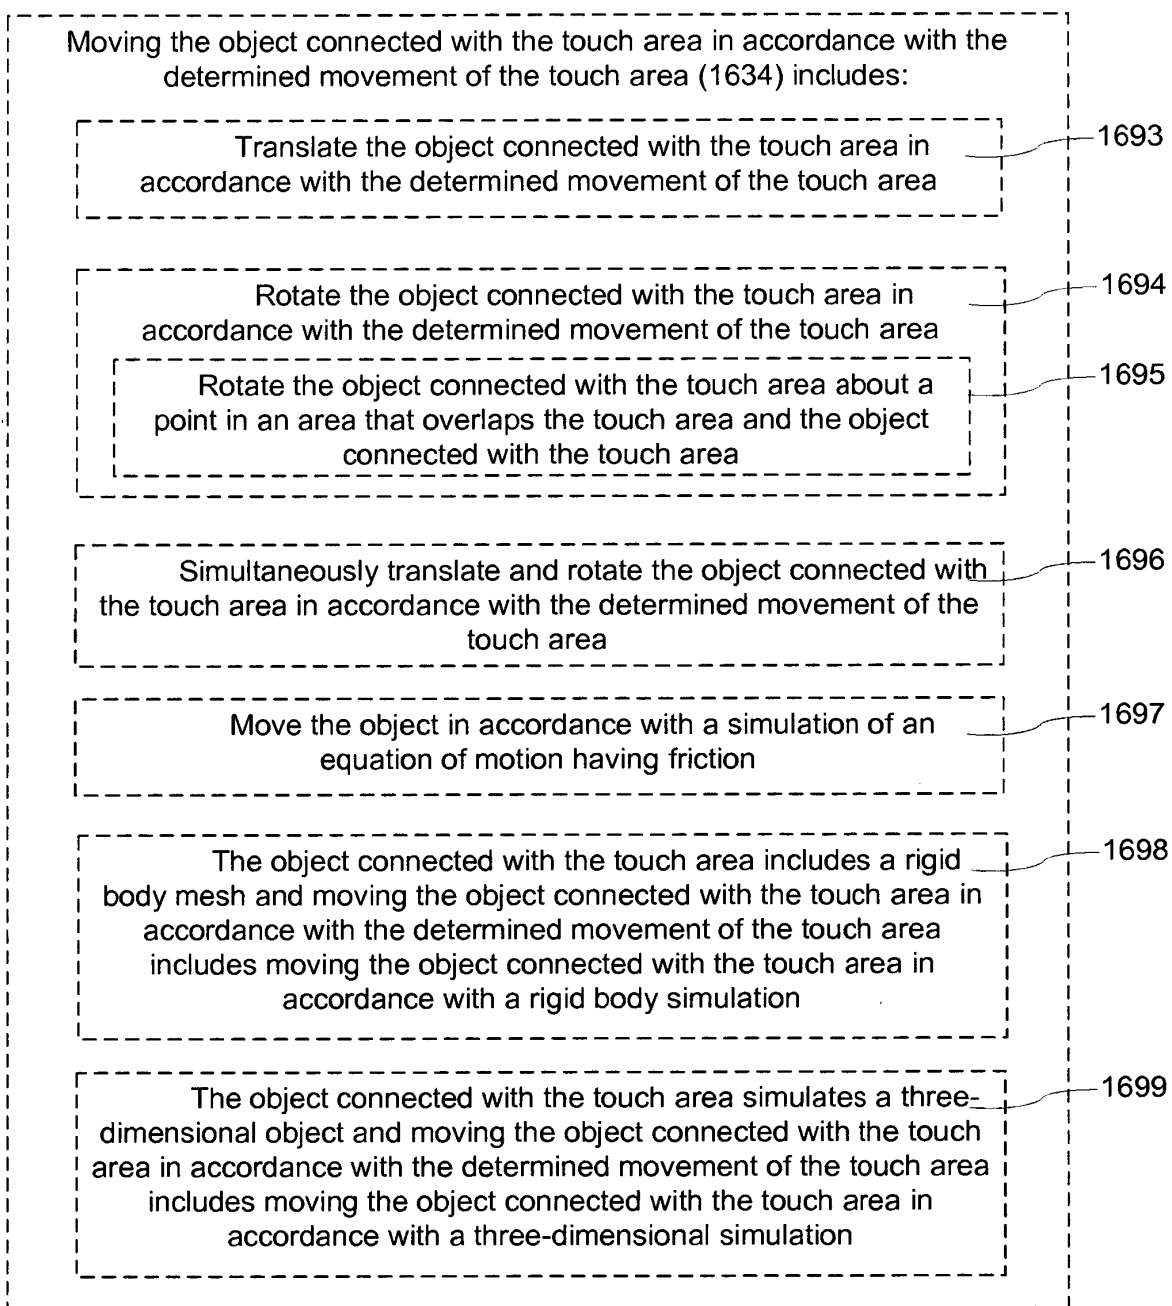 Moving the object connected with the touch area in accordance with the
determined movement of the touch area (1634) includes:
Translate the object connected with the touch area in
accordance with the determined movement of the touch area
1693
Rotate the object connected with the touch area in
accordance with the determined movement of the touch area
1694
Rotate the object connected with the touch area about a
point in an area that overlaps the touch area and the object
connected with the touch area
1695
Simultaneously translate and rotate the object connected with
the touch area in accordance with the determined movement of the
touch area
1696
Move the object in accordance with a simulation of an
equation of motion having friction
1697
The object connected with the touch area includes a rigid
body mesh and moving the object connected with the touch area in
accordance with the determined movement of the touch area
includes moving the object connected with the touch area in
accordance with a rigid body simulation
1698
The object connected with the touch area simulates a three-
dimensional object and moving the object connected with the touch
area in accordance with the determined movement of the touch area
includes moving the object connected with the touch area in
accordance with a three-dimensional simulation
1699